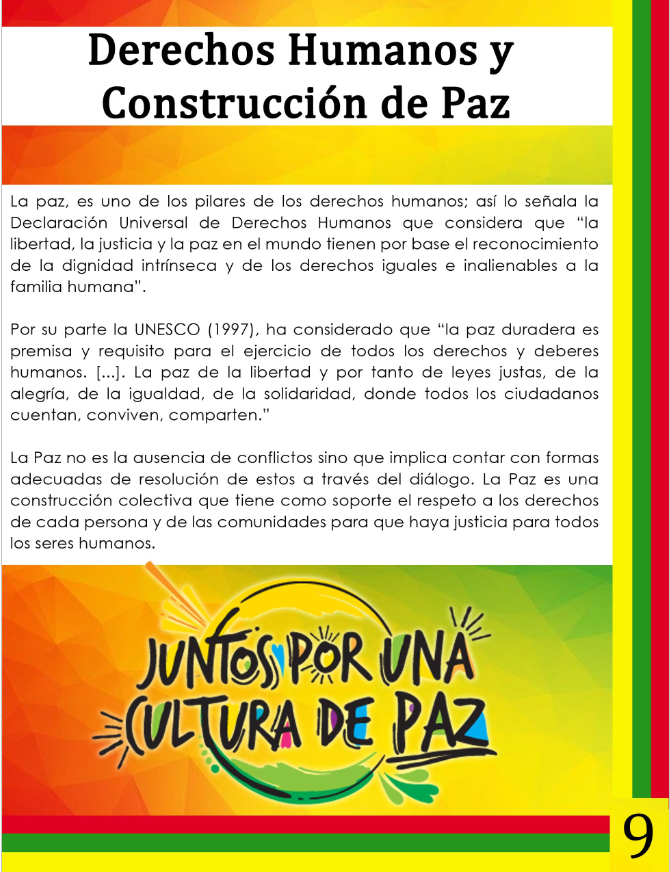 Derechos Humanos y
Construcción de Paz
La paz, es uno de los pilares de los derechos humanos; así lo señala la
Declaración Universal de Derechos Humanos que considera que “la
libertad, la justicia y la paz en el mundo tienen por base el reconocimiento
de la dignidad intrínseca y de los derechos iguales e inalienables a la
familia humana”.
Por su parte la UNESCO (1997), ha considerado que “la paz duradera es
premisa y requisito para el ejercicio de todos los derechos y deberes
humanos. [...]. La paz de la libertad y por tanto de leyes justas, de la
alegría, de la igualdad, de la solidaridad, donde todos los ciudadanos
cuentan, conviven, comparten.”
La Paz no es la ausencia de conflictos sino que implica contar con formas
adecuadas de resolución de estos a través del diálogo. La Paz es una
construcción colectiva que tiene como soporte el respeto a los derechos
de cada persona y de las comunidades para que haya justicia para todos
los seres humanos.
JUNTOS POR UNA
CULTURA DE PAZ
9